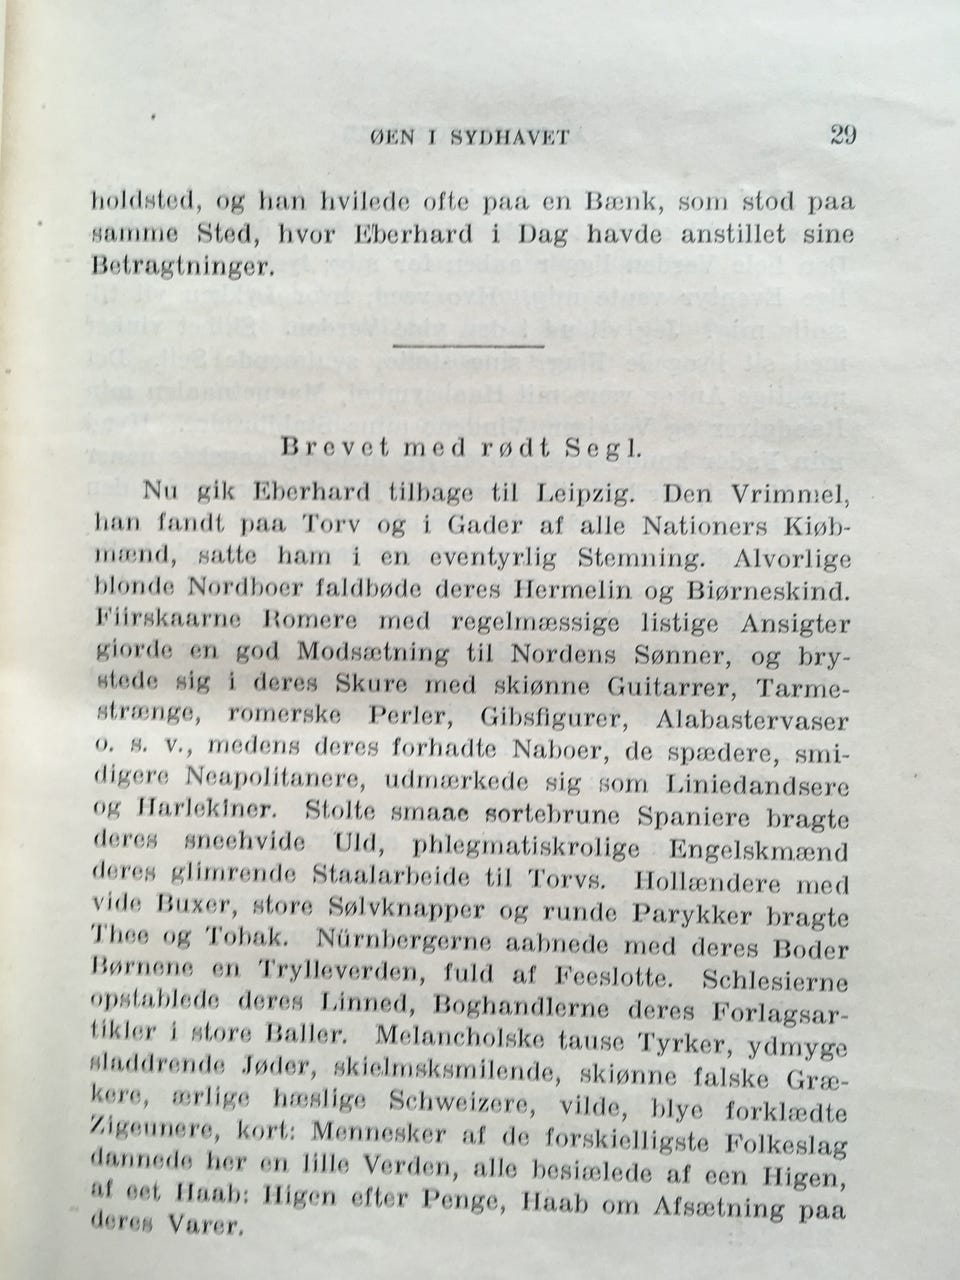 ØEN I SYDHAVET 29
holdsted, og han hvilede ofte paa en Bænk, som stod paa
samme Sted, hvor Eberhard i Dag havde anstillet sine
Betragtninger.
Brevet med rødt Segl.
Nu gik Eberhard tilbage til Leipzig. Den Vrimmel,
han fandt paa Torv og i Gader af alle Nationers Kiøb-
mænd, satte ham i en eventyrlig Stemning. Alvorlige
blonde Nordboer faldbøde deres Hermelin og Biørneskind.
Fiirskaarne Romere med regelmæssige listige Ansigter
giorde en god Modsætning til Nordens Sønner, og bry-
stede sig i deres Skure med skiønne Guitarrer, Tarme-
strænge, romerske Perler, Gibsfigurer, Alabastervaser
o. s. v., medens deres forhadte Naboer, de spædere, smi-
digere Neapolitanere, udmærkede sig som Liniedandsere
og Harlekiner. Stolte smaae sortebrune Spaniere bragte
deres sneehvide Uld, phlegmatiskrolige Engelskmænd
deres glimrende Staalarbeide til Torvs. Hollændere med
vide Buxer, store Sølvknapper og runde Parykker bragte
Thee og Tobak. Nürnbergerne aabnede med deres Boder
Børnene en Trylleverden, fuld af Feeslotte. Schlesierne
opstablede deres Linned, Boghandlerne deres Forlagsar-
tikler i store Baller. Melancholske tause Tyrker, ydmyge
sladdrende Jøder, skielmsksmilende, skiønne falske Græ-
kere, ærlige hæslige Schweizere, vilde, blye forklædte
Zigeunere, kort: Mennesker af de forskielligste Folkeslag
dannede her en lille Verden, alle besiælede af een Higen,
af eet Haab: Higen efter Penge, Haab om Afsætning paa
deres Varer.